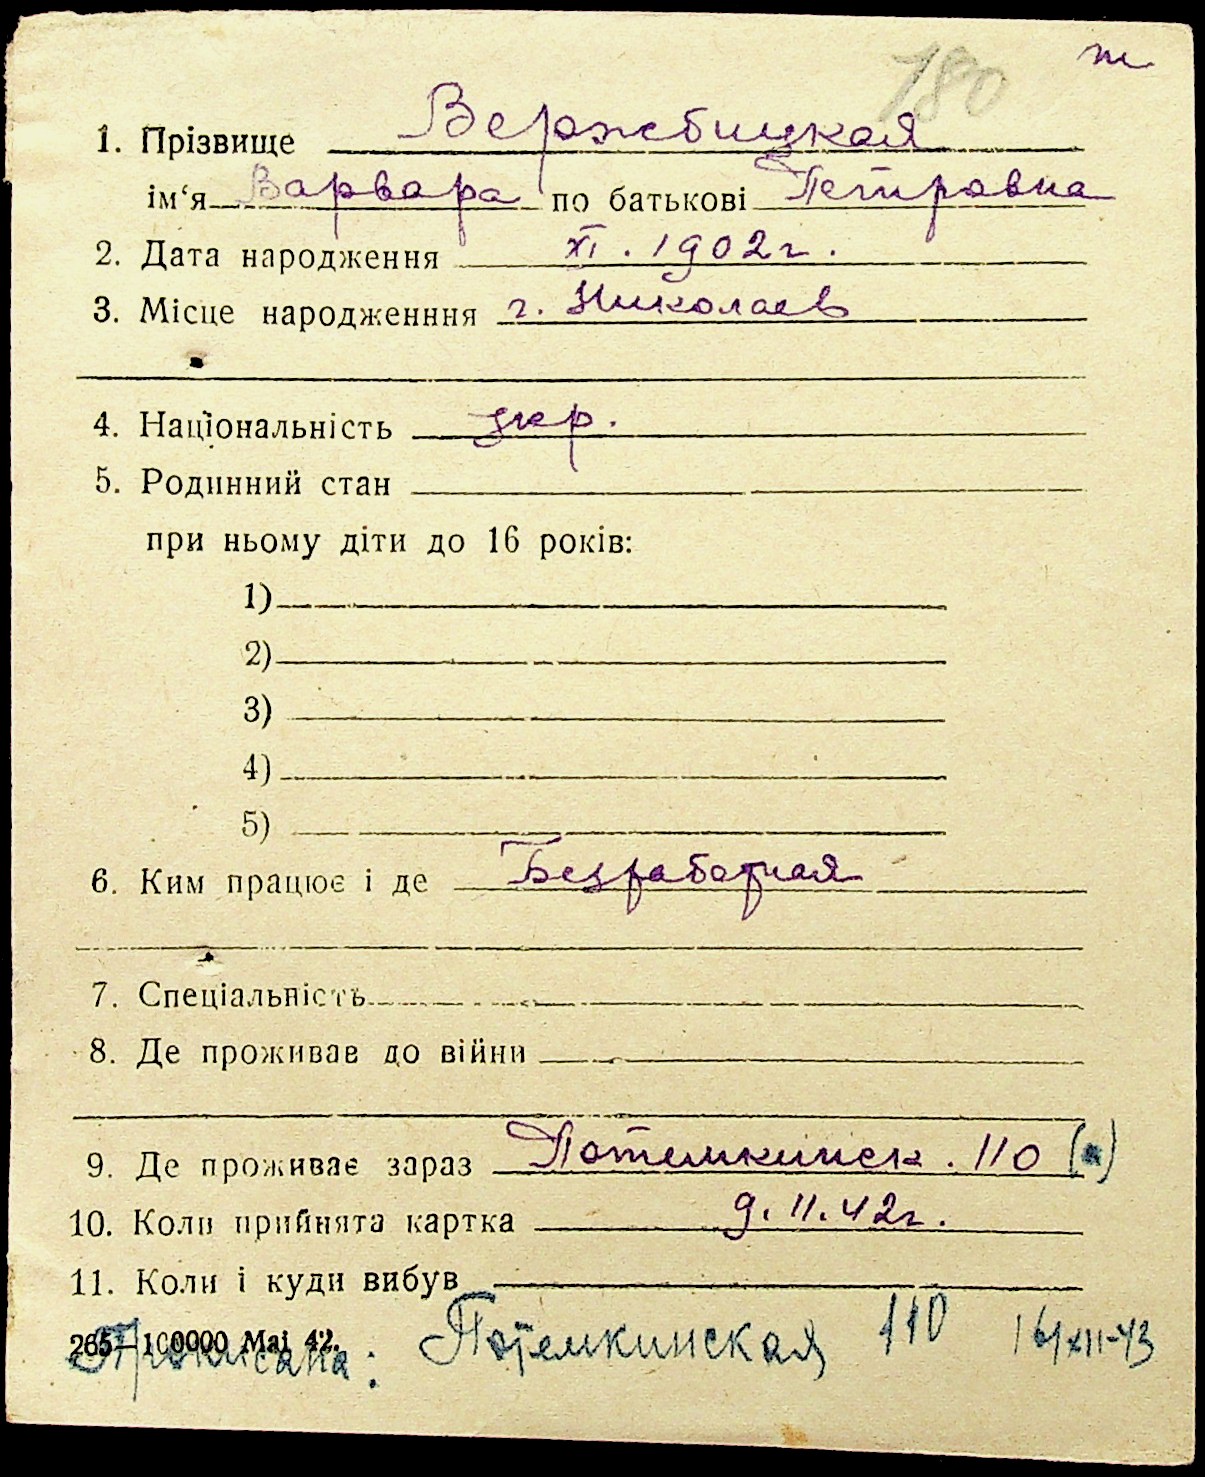 180 ж
1. Прізвище Вержбицкая
ім‘я Варвара по батькові Петровна
2. Дата народження XI. 1902г.
3. Місце народженння г. Николаев
4. Національність укр.
5. Родинний стан
при ньому діти до 16 років:
1)
2)
3)
4)
5)
6. Ким працює і де Безработная
7. Спеціальність
8. Де проживав до війни
9. Де проживає зараз Потемкинск. 110 (а)
10. Коли прийнята картка 9. 11. 42г.
11. Коли і куди вибув
265—100000 Mai 42.
Прописана: Потемкинская 110 16/XII-43